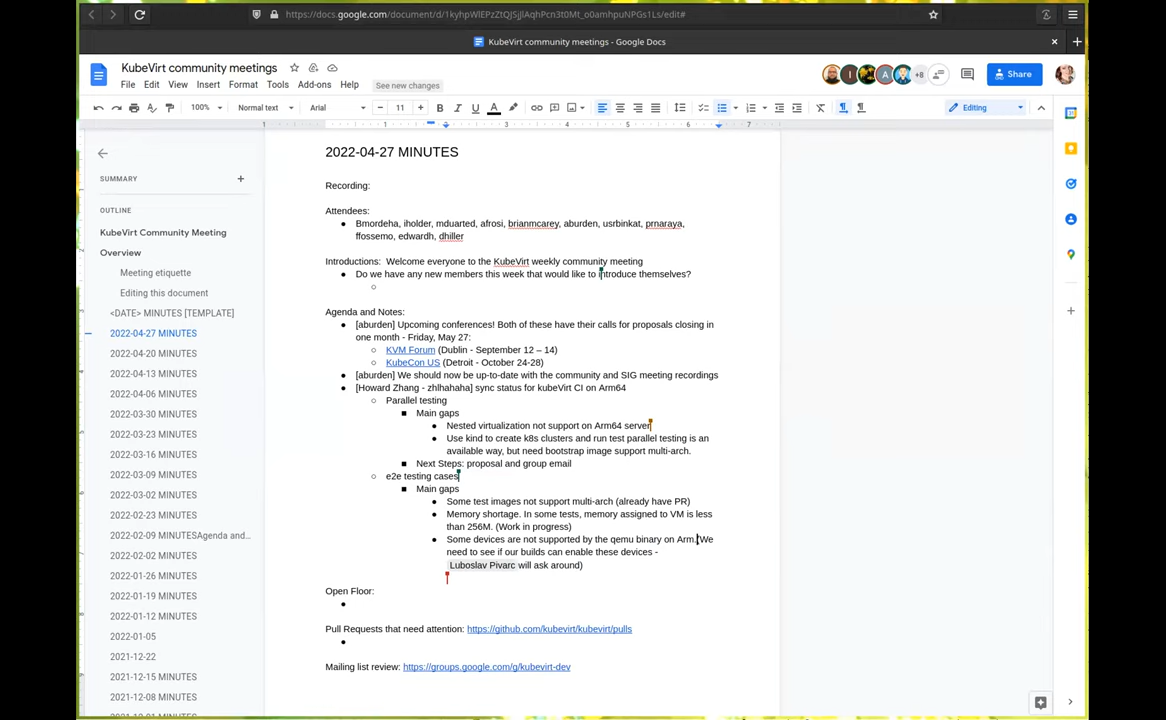 https://docs.google.com/document/d/1kyhpWlEPzZtQJSjJlAqhPcn3t0Mt_o0amhpuNPGs1Ls/edit#
KubeVirt community meetings - Google Docs
KubeVirt community meetings
File Edit View Insert Format Tools Add-ons Help See new changes
+8
Share
100% Normal text Arial 11 Editing
1 1 2 3 4 5 6 7
SUMMARY
OUTLINE
KubeVirt Community Meeting
Overview
Meeting etiquette
Editing this document
<DATE> MINUTES [TEMPLATE]
2022-04-27 MINUTES
2022-04-20 MINUTES
2022-04-13 MINUTES
2022-04-06 MINUTES
2022-03-30 MINUTES
2022-03-23 MINUTES
2022-03-16 MINUTES
2022-03-09 MINUTES
2022-03-02 MINUTES
2022-02-23 MINUTES
2022-02-09 MINUTESAgenda and...
2022-02-02 MINUTES
2022-01-26 MINUTES
2022-01-19 MINUTES
2022-01-12 MINUTES
2022-01-05
2021-12-22
2021-12-15 MINUTES
2021-12-08 MINUTES
2022-04-27 MINUTES
Recording:
Attendees:
Bmordeha, iholder, mduarted, afrosi, brianmcarey, aburden, usrbinkat, prnaraya,
ffossemo, edwardh, dhiller
Introductions: Welcome everyone to the KubeVirt weekly community meeting
Do we have any new members this week that would like to introduce themselves?
Agenda and Notes:
[aburden] Upcoming conferences! Both of these have their calls for proposals closing in
one month - Friday, May 27:
KVM Forum (Dublin - September 12 – 14)
KubeCon US (Detroit - October 24-28)
[aburden] We should now be up-to-date with the community and SIG meeting recordings
[Howard Zhang - zhlhahaha] sync status for kubeVirt CI on Arm64
Parallel testing
Main gaps
Nested virtualization not support on Arm64 server
Use kind to create k8s clusters and run test parallel testing is an
available way, but need bootstrap image support multi-arch.
Next Steps: proposal and group email
e2e testing cases
Main gaps
Some test images not support multi-arch (already have PR)
Memory shortage. In some tests, memory assigned to VM is less
than 256M. (Work in progress)
Some devices are not supported by the qemu binary on Arm.(We
need to see if our builds can enable these devices -
Luboslav Pivarc will ask around)
Open Floor:
Pull Requests that need attention: https://github.com/kubevirt/kubevirt/pulls
Mailing list review: https://groups.google.com/g/kubevirt-dev